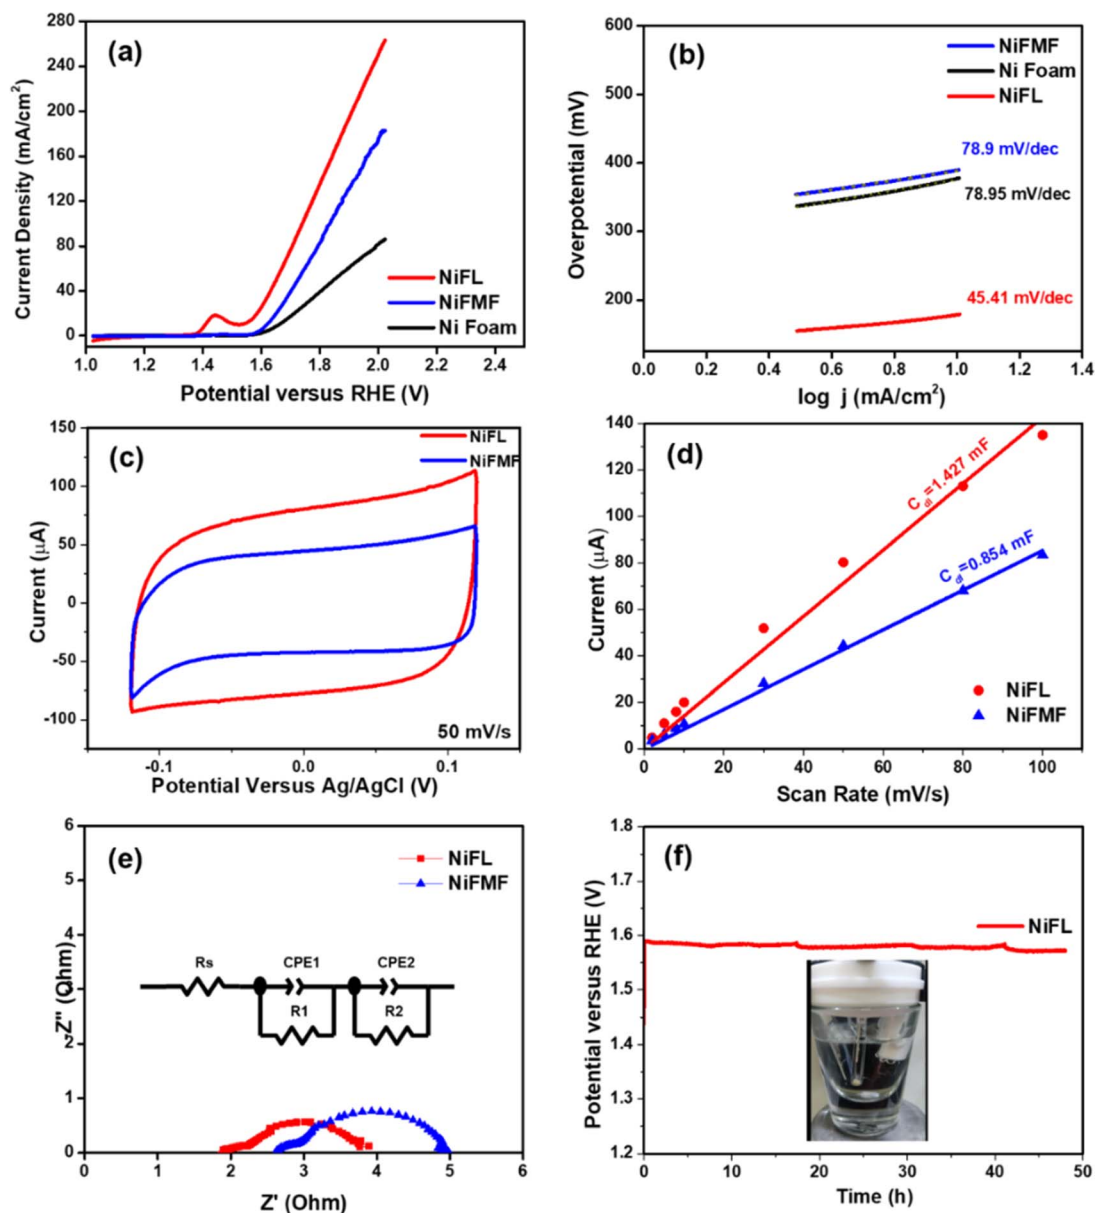 (a)
280
240
200
160
120
80
40
0
Current Density (mA/cm²)
NiFL
NiFMF
Ni Foam
1.0 1.2 1.4 1.6 1.8 2.0 2.2 2.4
Potential versus RHE (V)
(b)
600
500
400
300
200
Overpotential (mV)
NiFMF
Ni Foam
NiFL
78.9 mV/dec
78.95 mV/dec
45.41 mV/dec
0.0 0.2 0.4 0.6 0.8 1.0 1.2 1.4
log j (mA/cm²)
(c)
150
100
50
0
-50
-100
Current (μA)
NiFL
NiFMF
50 mV/s
-0.1 0.0 0.1
Potential Versus Ag/AgCl (V)
(d)
140
120
100
80
60
40
20
0
Current (μA)
C_dl=1.427 mF
C_dl=0.854 mF
NiFL
NiFMF
0 20 40 60 80 100
Scan Rate (mV/s)
(e)
6
5
4
3
2
1
0
Z" (Ohm)
NiFL
NiFMF
Rs CPE1 CPE2
R1 R2
0 1 2 3 4 5 6
Z' (Ohm)
(f)
1.8
1.7
1.6
1.5
1.4
1.3
1.2
Potential versus RHE (V)
NiFL
0 10 20 30 40 50
Time (h)